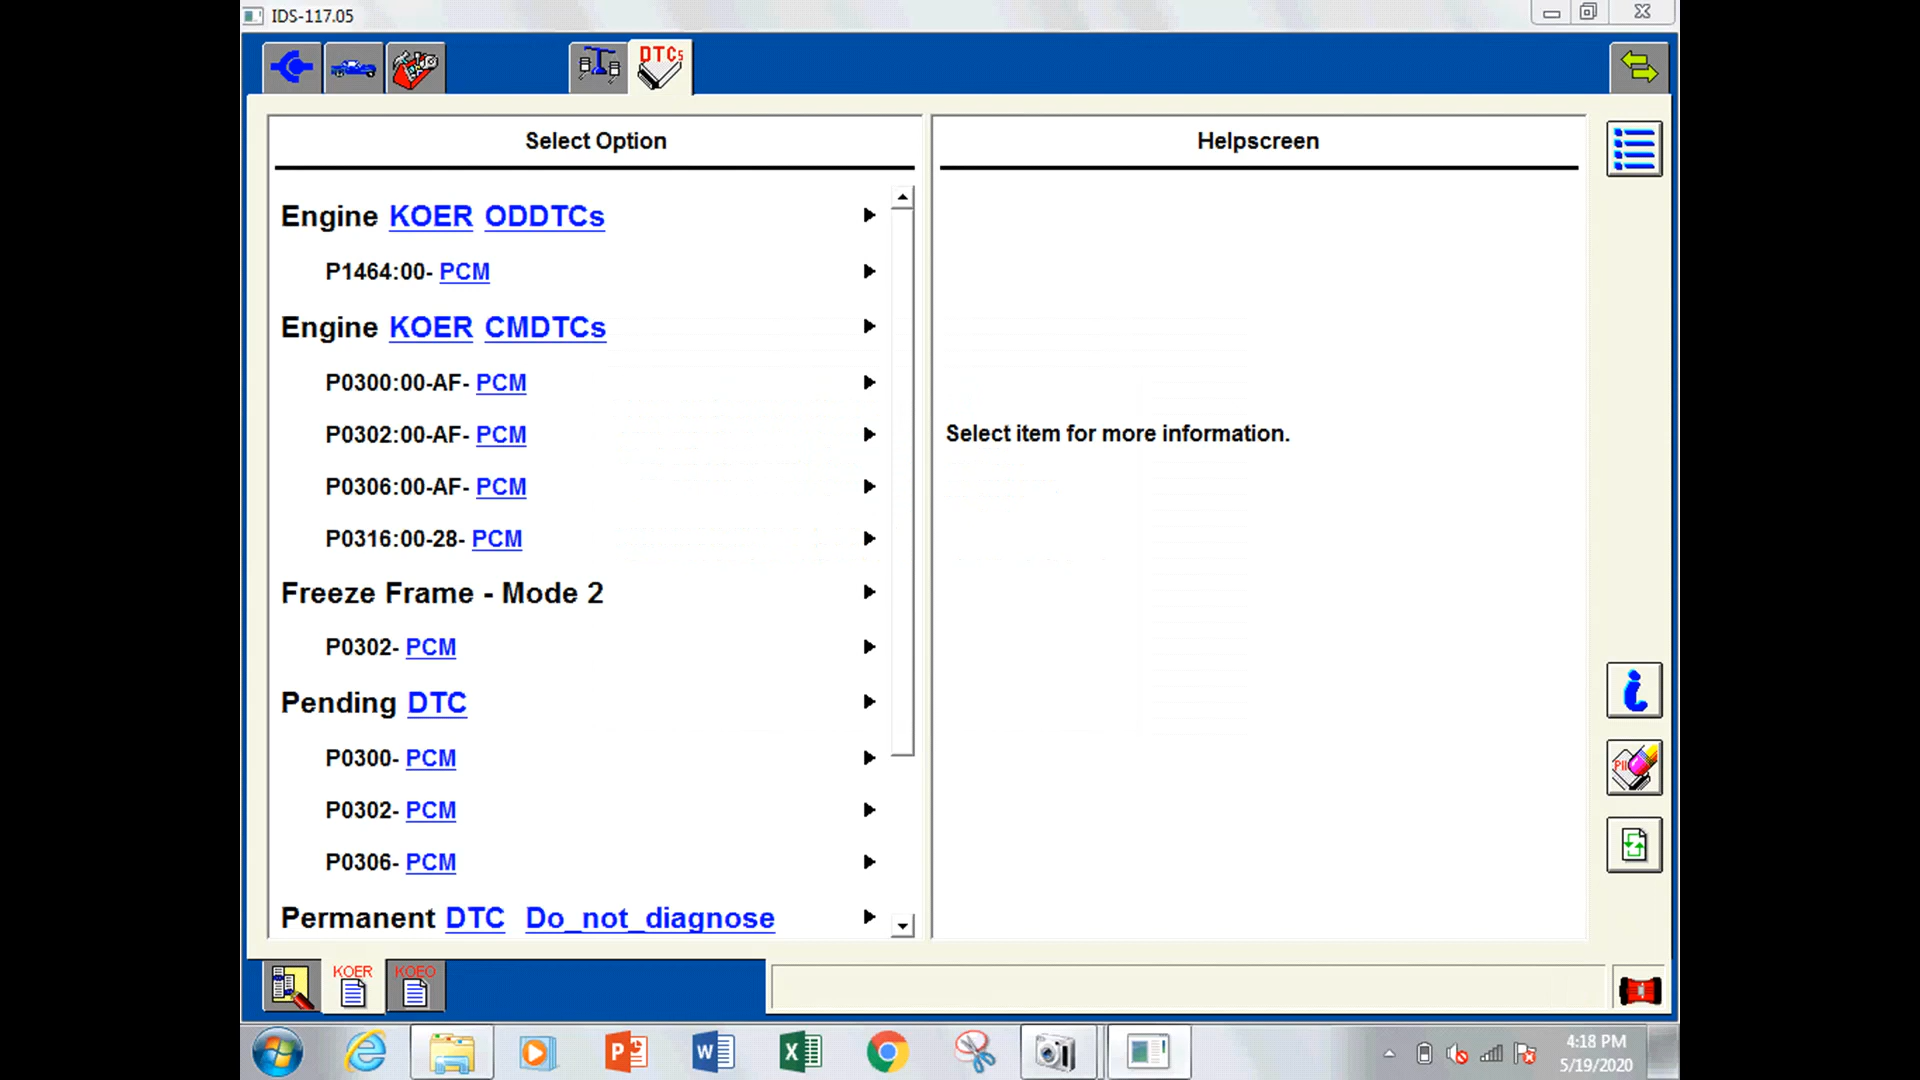 IDS-117.05
DTCs
Select Option
Engine KOER ODDTCs
P1464:00- PCM
Engine KOER CMDTCs
P0300:00-AF- PCM
P0302:00-AF- PCM
P0306:00-AF- PCM
P0316:00-28- PCM
Freeze Frame - Mode 2
P0302- PCM
Pending DTC
P0300- PCM
P0302- PCM
P0306- PCM
Permanent DTC Do_not_diagnose
Helpscreen
Select item for more information.
KOER
KOEO
4:18 PM
5/19/2020